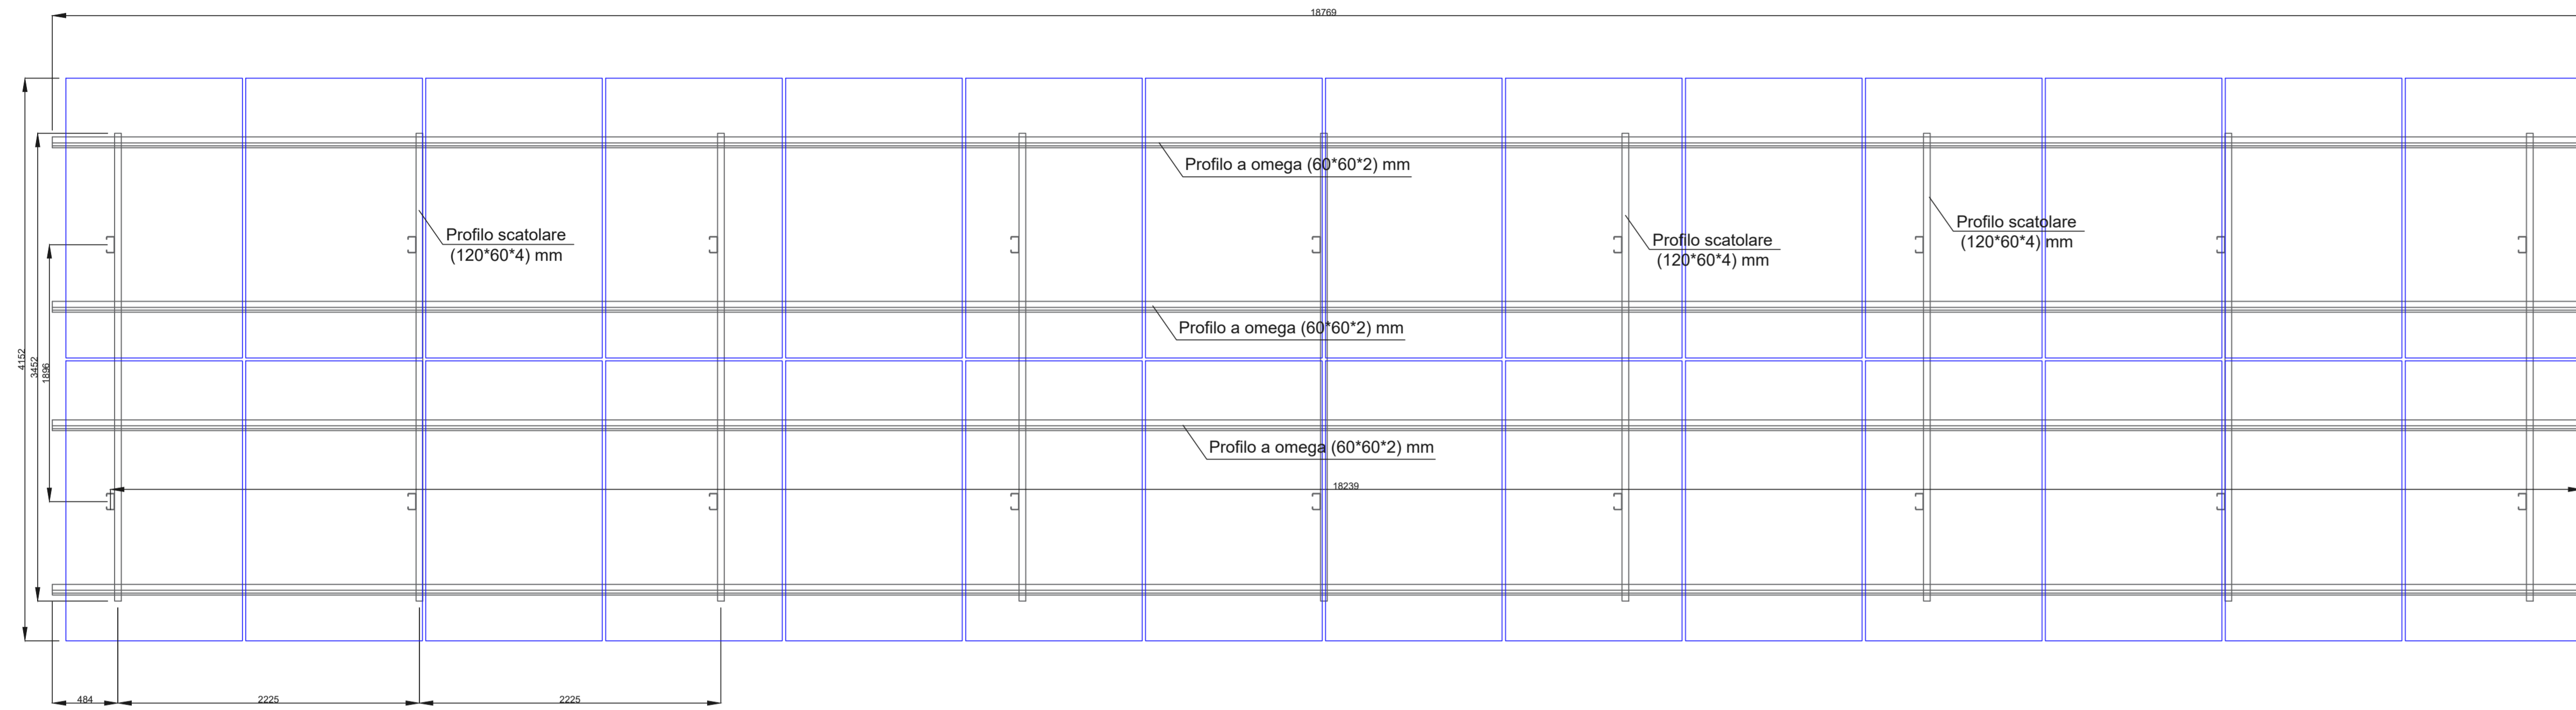 18769
Profilo a omega (60*60*2) mm
Profilo scatolare
(120*60*4) mm
Profilo scatolare
(120*60*4) mm
Profilo scatolare
(120*60*4) mm
Profilo a omega (60*60*2) mm
4152
3452
1896
Profilo a omega (60*60*2) mm
18239
484
2225
2225